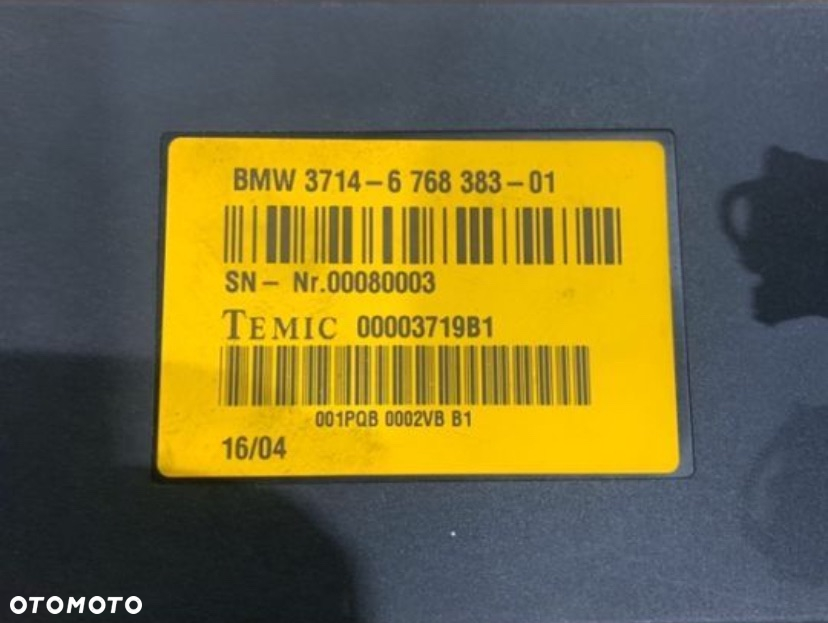 BMW 3714-6 768 383-01
SN- Nr.00080003
TEMIC 00003719B1
001PQB 0002VB B1
16/04
OTOMOTO